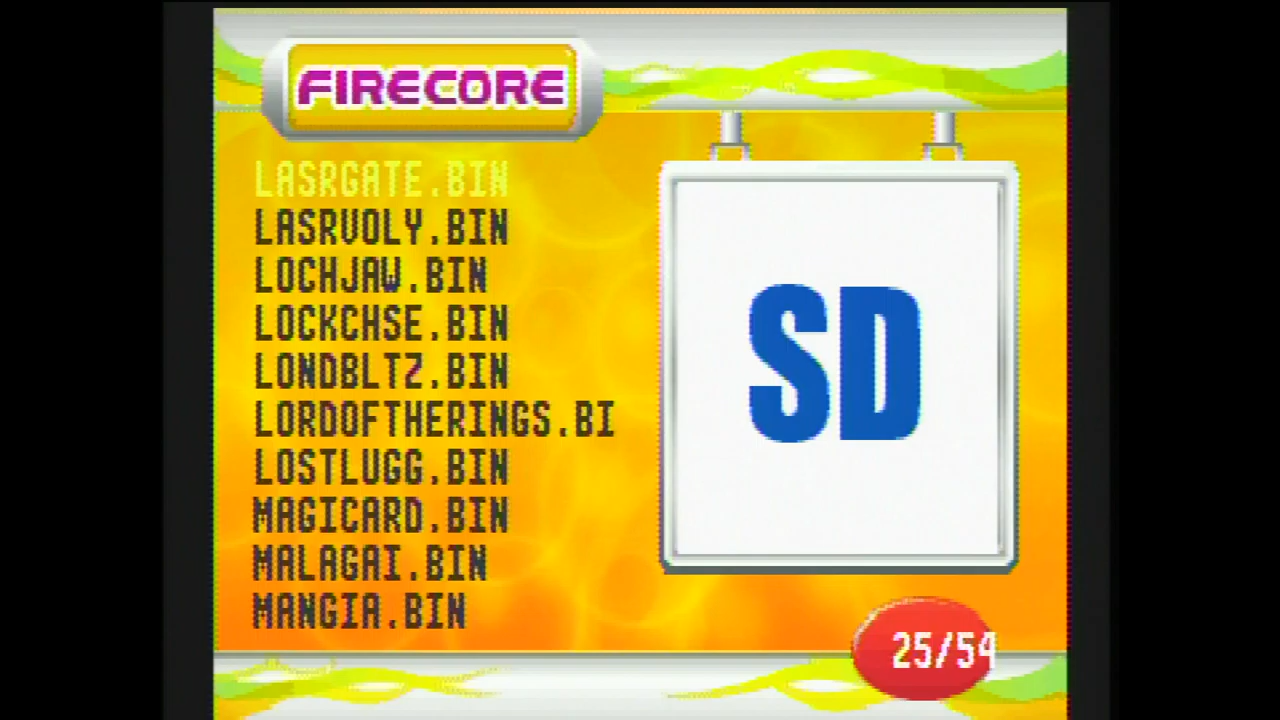 FIRECORE
LASRGATE.BIN
LASRVOLY.BIN
LOCHJAW.BIN
LOCKCHSE.BIN
LONDBLTZ.BIN
LORDOFTHERINGS.BI
LOSTLUGG.BIN
MAGICARD.BIN
MALAGAI.BIN
MANGIA.BIN
SD
25/54